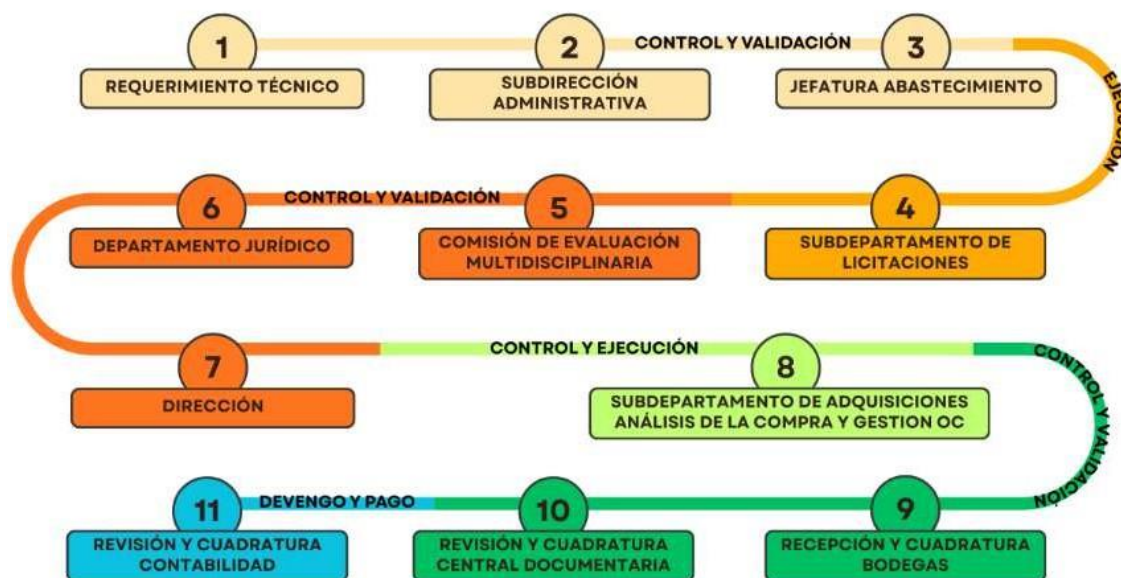 1
REQUERIMIENTO TÉCNICO
2
SUBDIRECCIÓN
ADMINISTRATIVA
CONTROL Y VALIDACIÓN
3
JEFATURA ABASTECIMIENTO
EJECUCIÓN
4
SUBDEPARTAMENTO DE
LICITACIONES
5
COMISIÓN DE EVALUACIÓN
MULTIDISCIPLINARIA
CONTROL Y VALIDACIÓN
6
DEPARTAMENTO JURÍDICO
7
DIRECCIÓN
CONTROL Y EJECUCIÓN
8
SUBDEPARTAMENTO DE ADQUISICIONES
ANÁLISIS DE LA COMPRA Y GESTION OC
CONTROL Y VALIDACIÓN
9
RECEPCIÓN Y CUADRATURA
BODEGAS
10
REVISIÓN Y CUADRATURA
CENTRAL DOCUMENTARIA
DEVENGO Y PAGO
11
REVISIÓN Y CUADRATURA
CONTABILIDAD